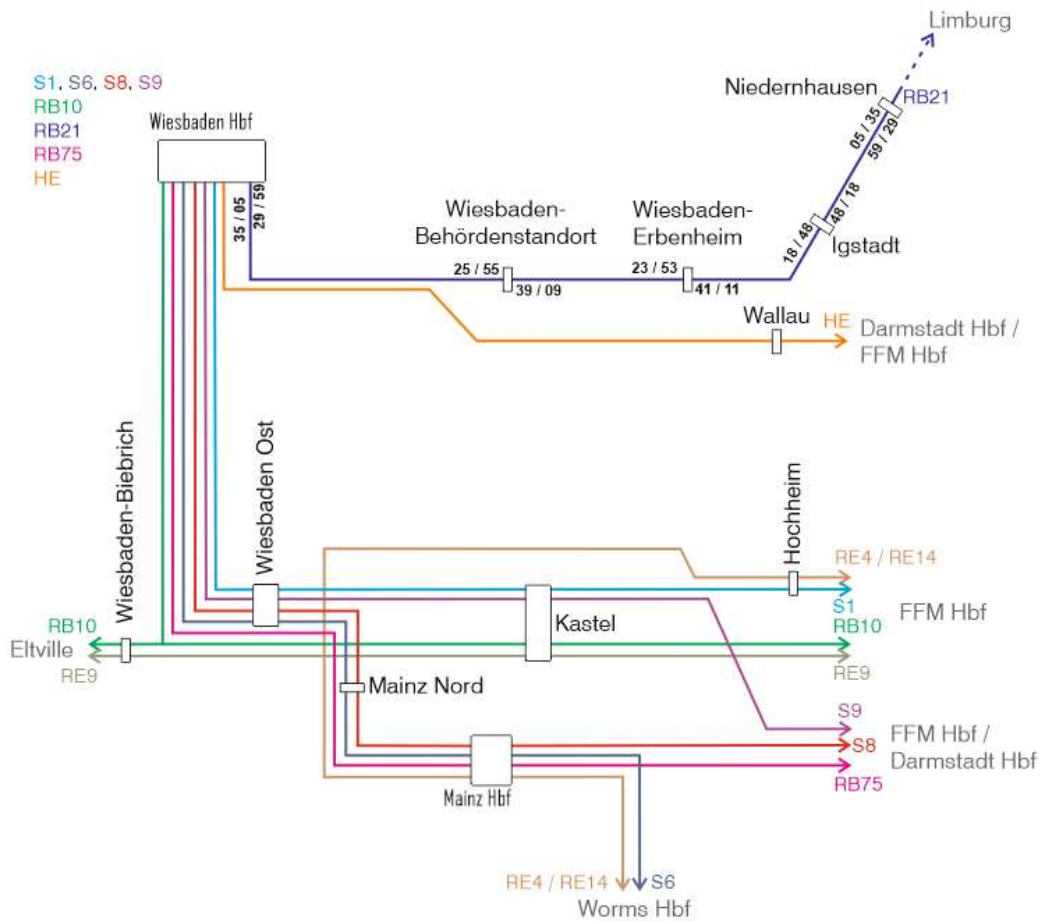 Limburg
S1, S6, S8, S9
RB10
RB21
RB75
HE
Wiesbaden Hbf
Niedernhausen
RB21
05 / 35
59 / 29
35 / 05
29 / 59
Wiesbaden-
Behördenstandort
Wiesbaden-
Erbenheim
18 / 48
48 / 18
Igstadt
25 / 55
39 / 09
23 / 53
41 / 11
Wallau
HE
Darmstadt Hbf /
FFM Hbf
Wiesbaden-Biebrich
Wiesbaden Ost
Hochheim
RE4 / RE14
S1
FFM Hbf
RB10
Eltville
RE9
Kastel
RB10
RE9
Mainz Nord
S9
FFM Hbf /
S8
Darmstadt Hbf
RB75
Mainz Hbf
RE4 / RE14
S6
Worms Hbf